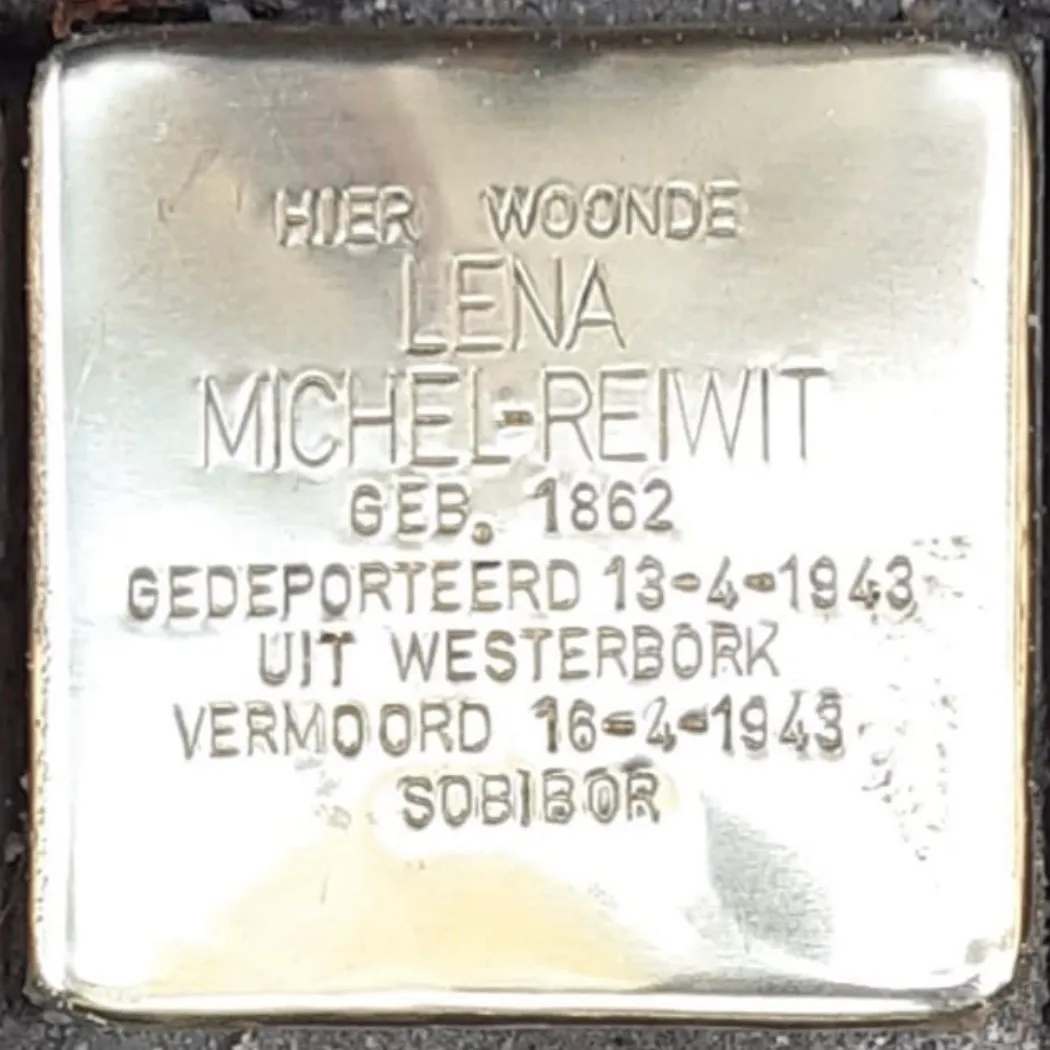 HIER WOONDE
LENA
MICHEL-REIWIT
GEB. 1862
GEDEPORTEERD 13-4-1943
UIT WESTERBORK
VERMOORD 16-4-1943
SOBIBOR